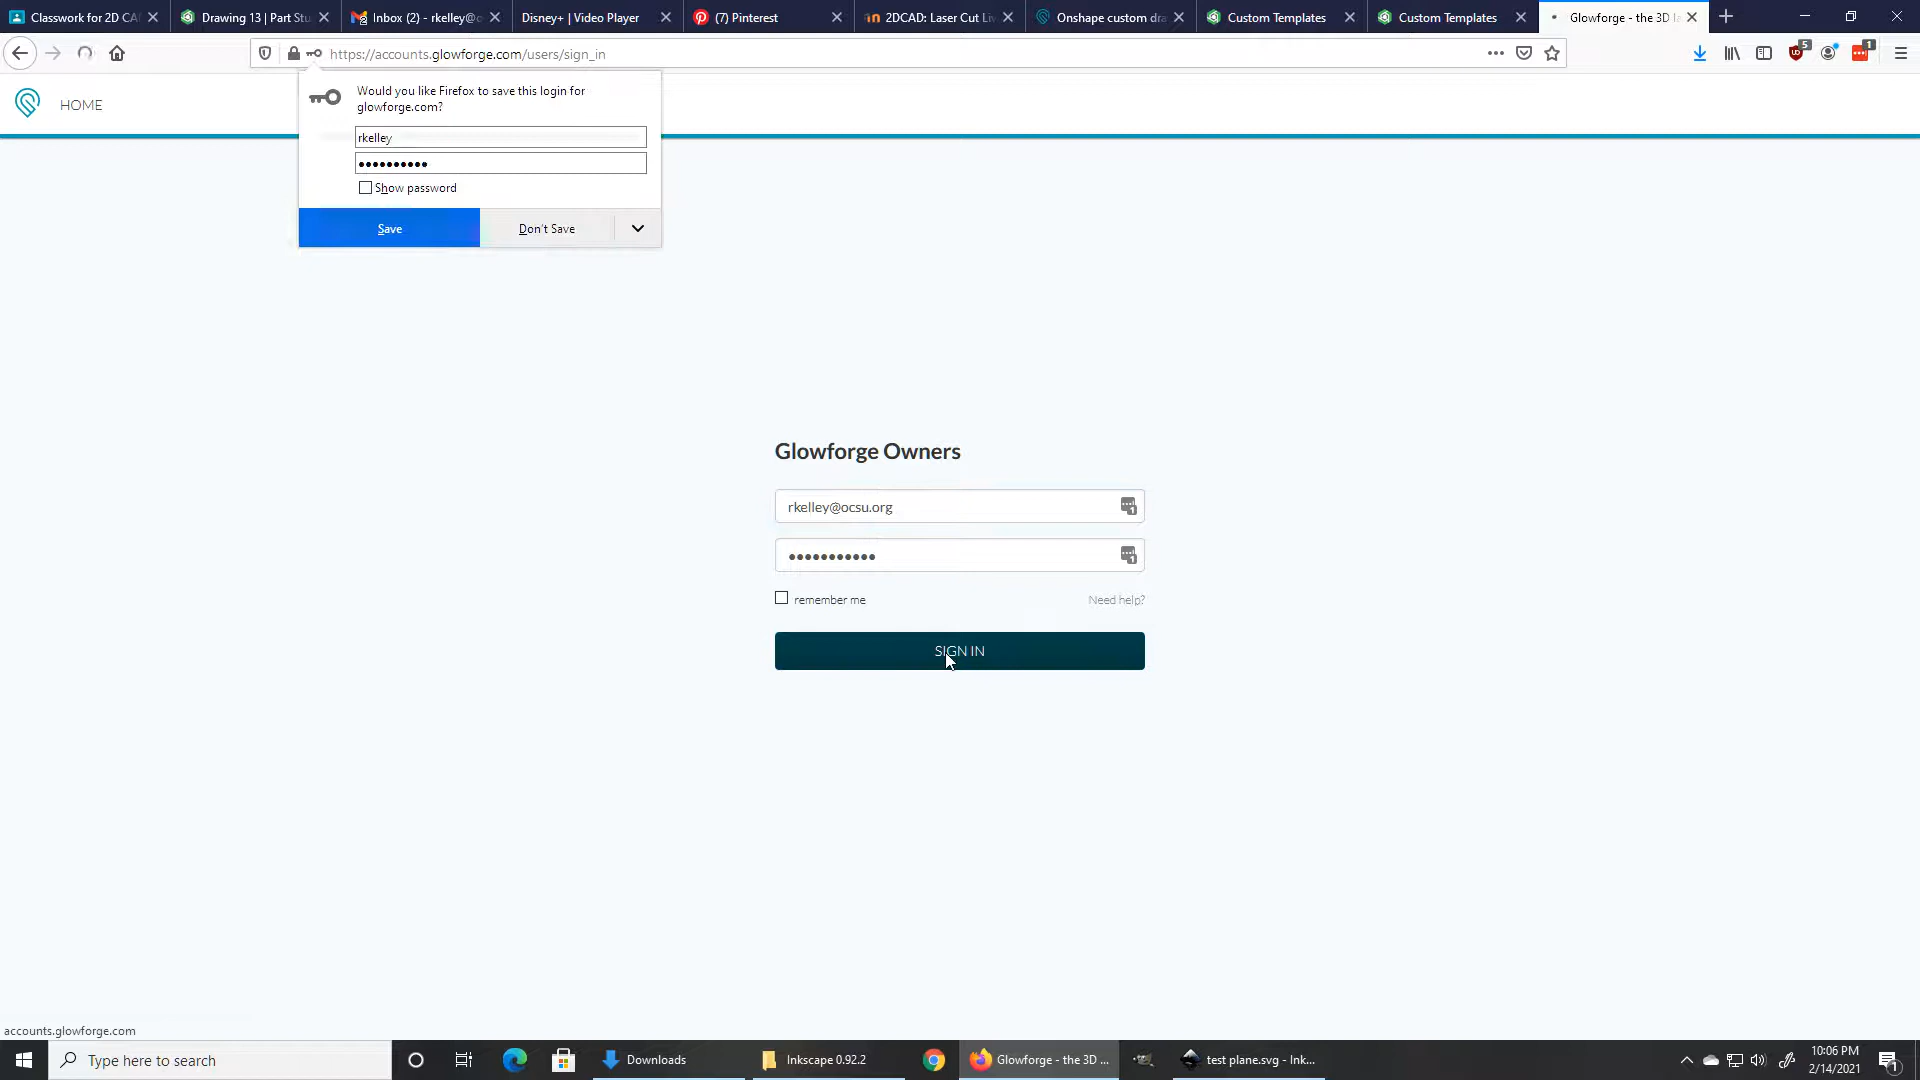 Classwork for 2D CA
Drawing 13 | Part Stu
Inbox (2) - rkelley@o
Disney+ | Video Player
(7) Pinterest
2DCAD: Laser Cut Li
Onshape custom dra
Custom Templates
Custom Templates
Glowforge - the 3D la
https://accounts.glowforge.com/users/sign_in
5
1
HOME
Would you like Firefox to save this login for
glowforge.com?
rkelley
••••••••••
Show password
Save
Don't Save
Glowforge Owners
rkelley@ocsu.org
•••••••••••
remember me
Need help?
SIGN IN
accounts.glowforge.com
Type here to search
Downloads
Inkscape 0.92.2
Glowforge - the 3D ...
test plane.svg - Ink...
10:06 PM
2/14/2021
1